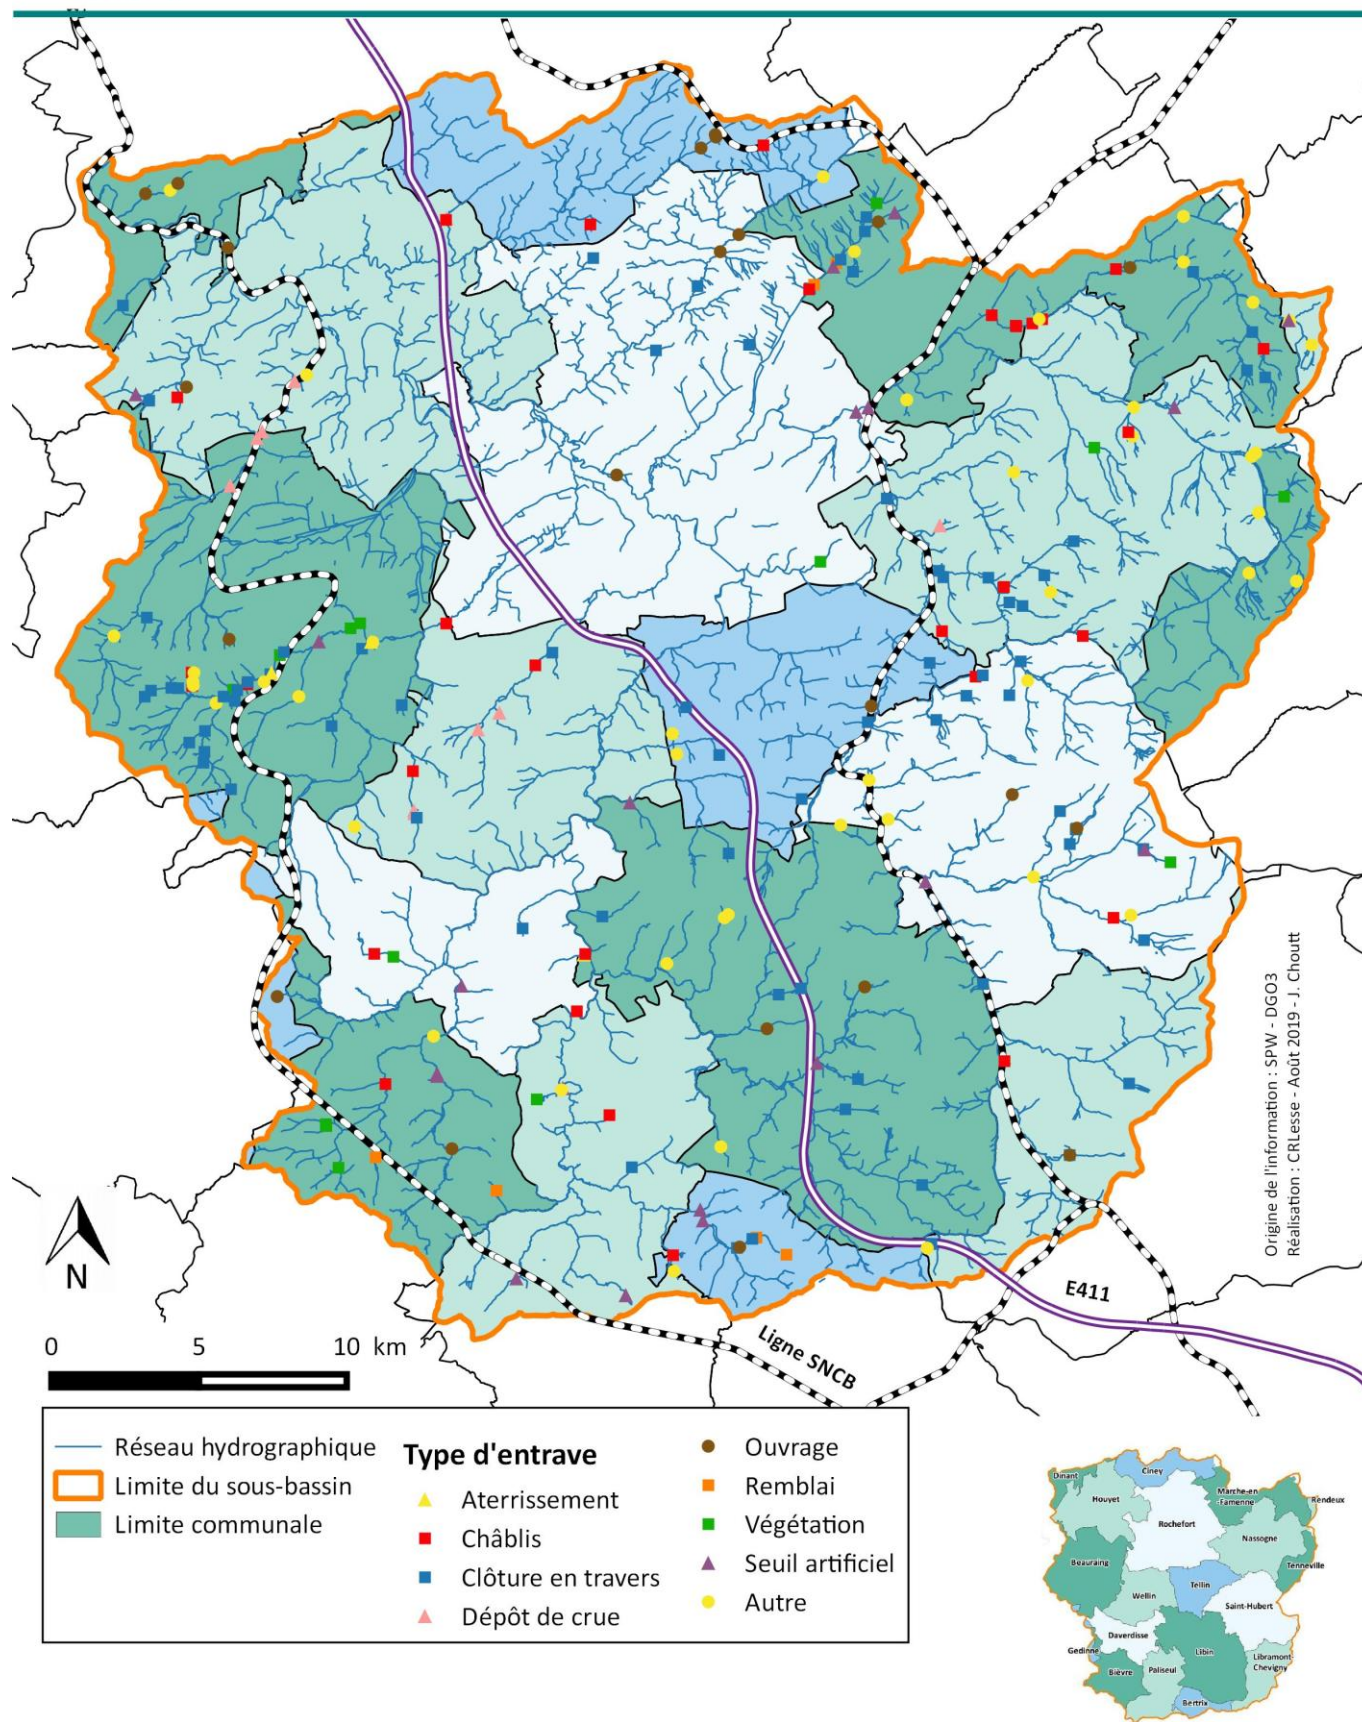 Origine de l'information : SPW - DGO3
Réalisation : CRLesse - Août 2019 - J. Choutt
N
E411
Ligne SNCB
0 5 10 km
Réseau hydrographique
Limite du sous-bassin
Limite communale
Type d'entrave
Aterrissement
Châblis
Clôture en travers
Dépôt de crue
Ouvrage
Remblai
Végétation
Seuil artificiel
Autre
Ciney
Dinant
Houyet
Marche-en
-Famenne
Rendeux
Rochefort
Nassogne
Beauraing
Tenneville
Tellin
Wellin
Saint-Hubert
Daverdisse
Gedinne
Libin
Libramont-
Chevigny
Bièvre
Paliseul
Bertrix